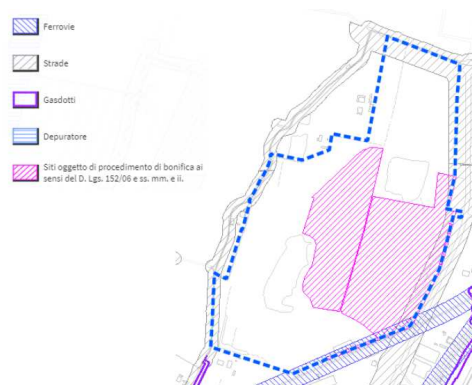 Ferrovie
Strade
Gasdotti
Depuratore
Siti oggetto di procedimento di bonifica ai
sensi del D. Lgs. 152/06 e ss. mm. e ii.